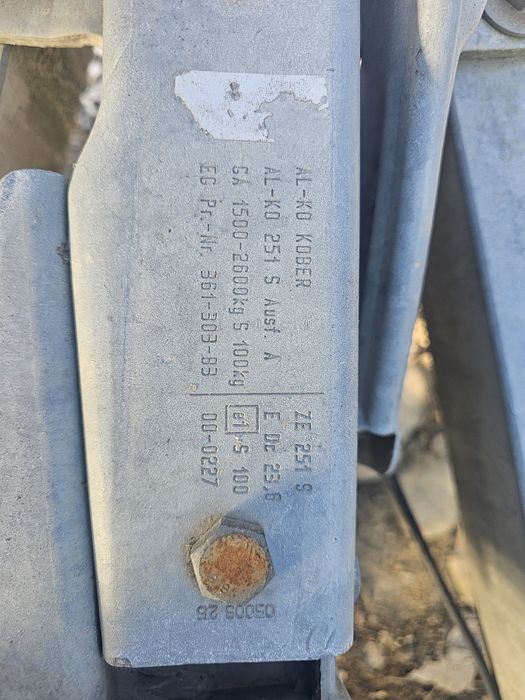 AL-KO KOBER
AL-KO 251 S Ausf. A
GA 1500-2600kg S 100kg
EG Pr.-Nr. 361-303-83
ZE 251 S
E Dc 23,6
e1 S 100
00-0227
05009 25